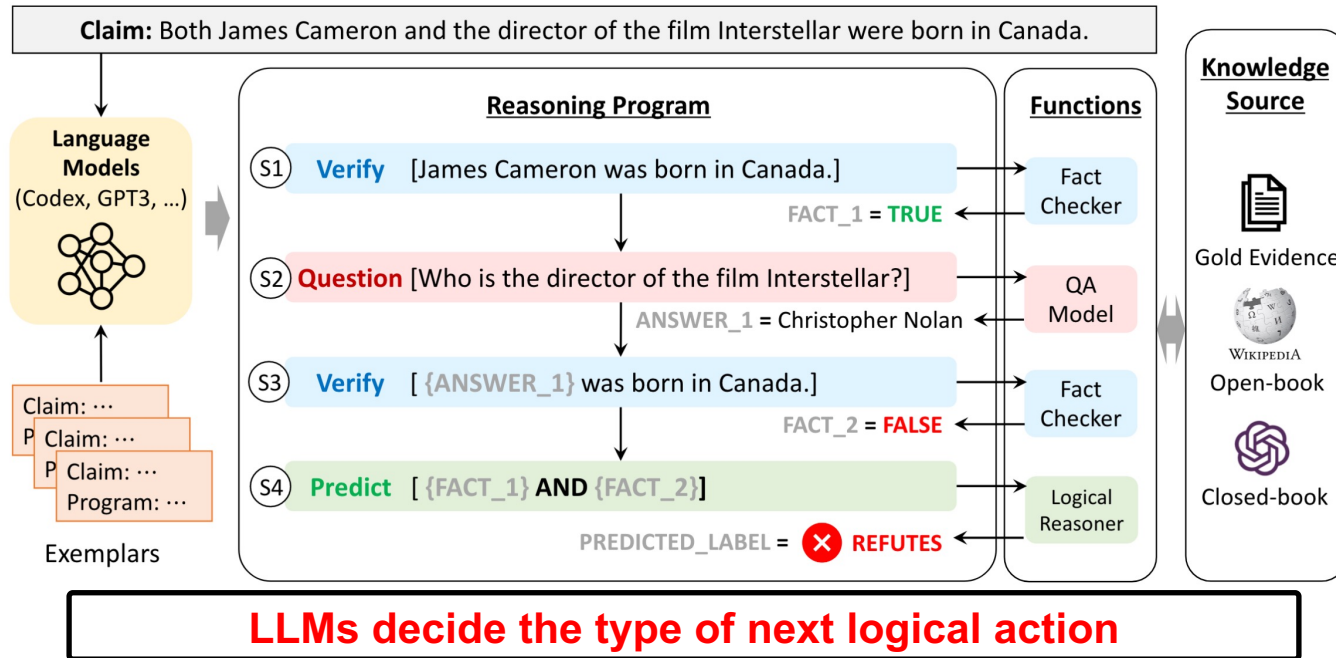 Claim: Both James Cameron and the director of the film Interstellar were born in Canada.
Language
Models
(Codex, GPT3, ...)
Claim: ⋯
P
Claim: ⋯
P
Claim: ⋯
Program: ⋯
Exemplars
Reasoning Program
S1 Verify [James Cameron was born in Canada.]
FACT_1 = TRUE
S2 Question [Who is the director of the film Interstellar?]
ANSWER_1 = Christopher Nolan
S3 Verify [ {ANSWER_1} was born in Canada.]
FACT_2 = FALSE
S4 Predict [ {FACT_1} AND {FACT_2}]
PREDICTED_LABEL = REFUTES
Functions
Fact
Checker
QA
Model
Fact
Checker
Logical
Reasoner
Knowledge
Source
Gold Evidence
WIKIPEDIA
Open-book
Closed-book
LLMs decide the type of next logical action